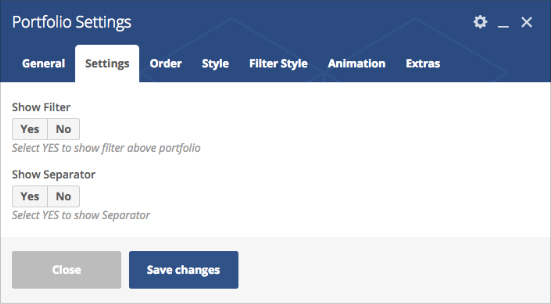 Portfolio Settings
General Settings Order Style Filter Style Animation Extras
Show Filter
Yes No
Select YES to show filter above portfolio
Show Separator
Yes No
Select YES to show Separator
Close Save changes